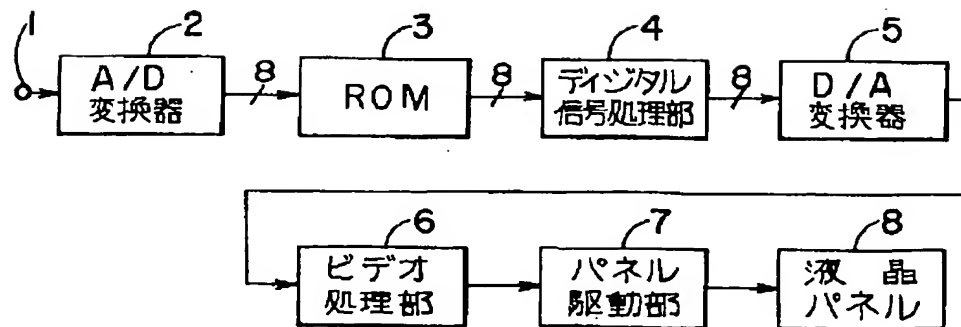 1
2
3
4
5
A/D
変換器
8
ROM
8
ディジタル
信号処理部
8
D/A
変換器
6
7
8
ビデオ
処理部
パネル
駆動部
液晶
パネル